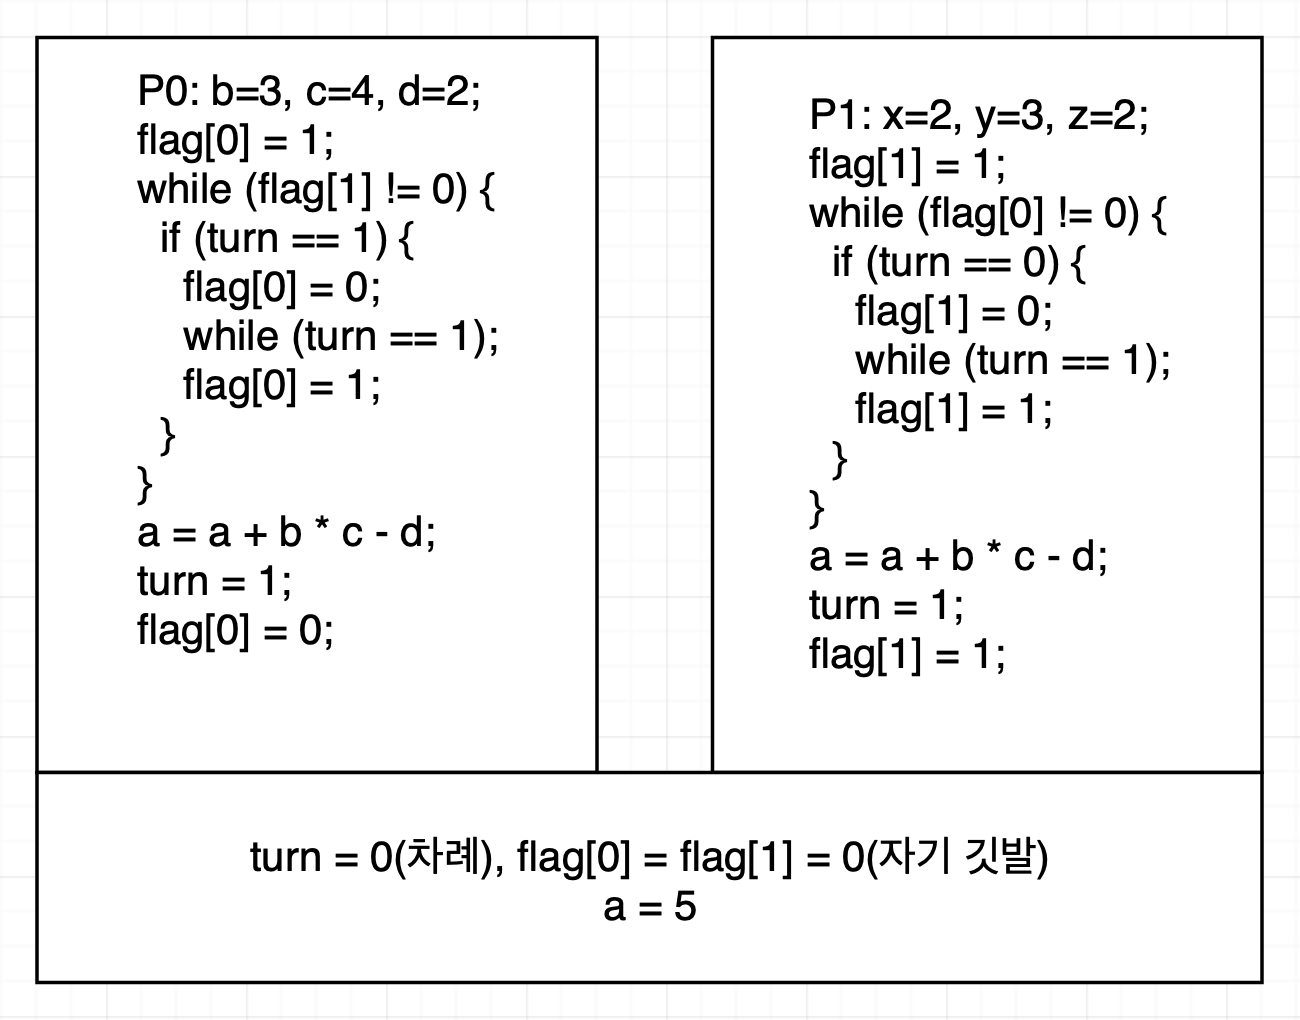 P0: b=3, c=4, d=2;
flag[0] = 1;
while (flag[1] != 0) {
if (turn == 1) {
flag[0] = 0;
while (turn == 1);
flag[0] = 1;
}
}
a = a + b * c - d;
turn = 1;
flag[0] = 0;
P1: x=2, y=3, z=2;
flag[1] = 1;
while (flag[0] != 0) {
if (turn == 0) {
flag[1] = 0;
while (turn == 1);
flag[1] = 1;
}
}
a = a + b * c - d;
turn = 1;
flag[1] = 1;
turn = 0(차례), flag[0] = flag[1] = 0(자기 깃발)
a = 5